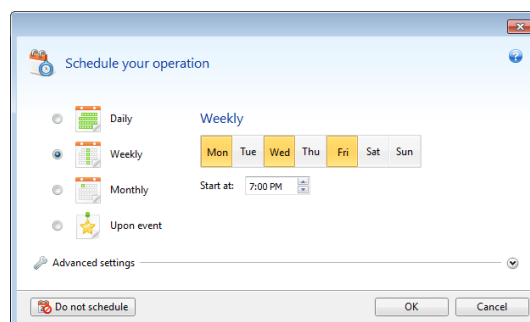 Schedule your operation
Daily
Weekly
Monthly
Upon event
Weekly
Mon Tue Wed Thu Fri Sat Sun
Start at: 7:00 PM
Advanced settings
Do not schedule OK Cancel